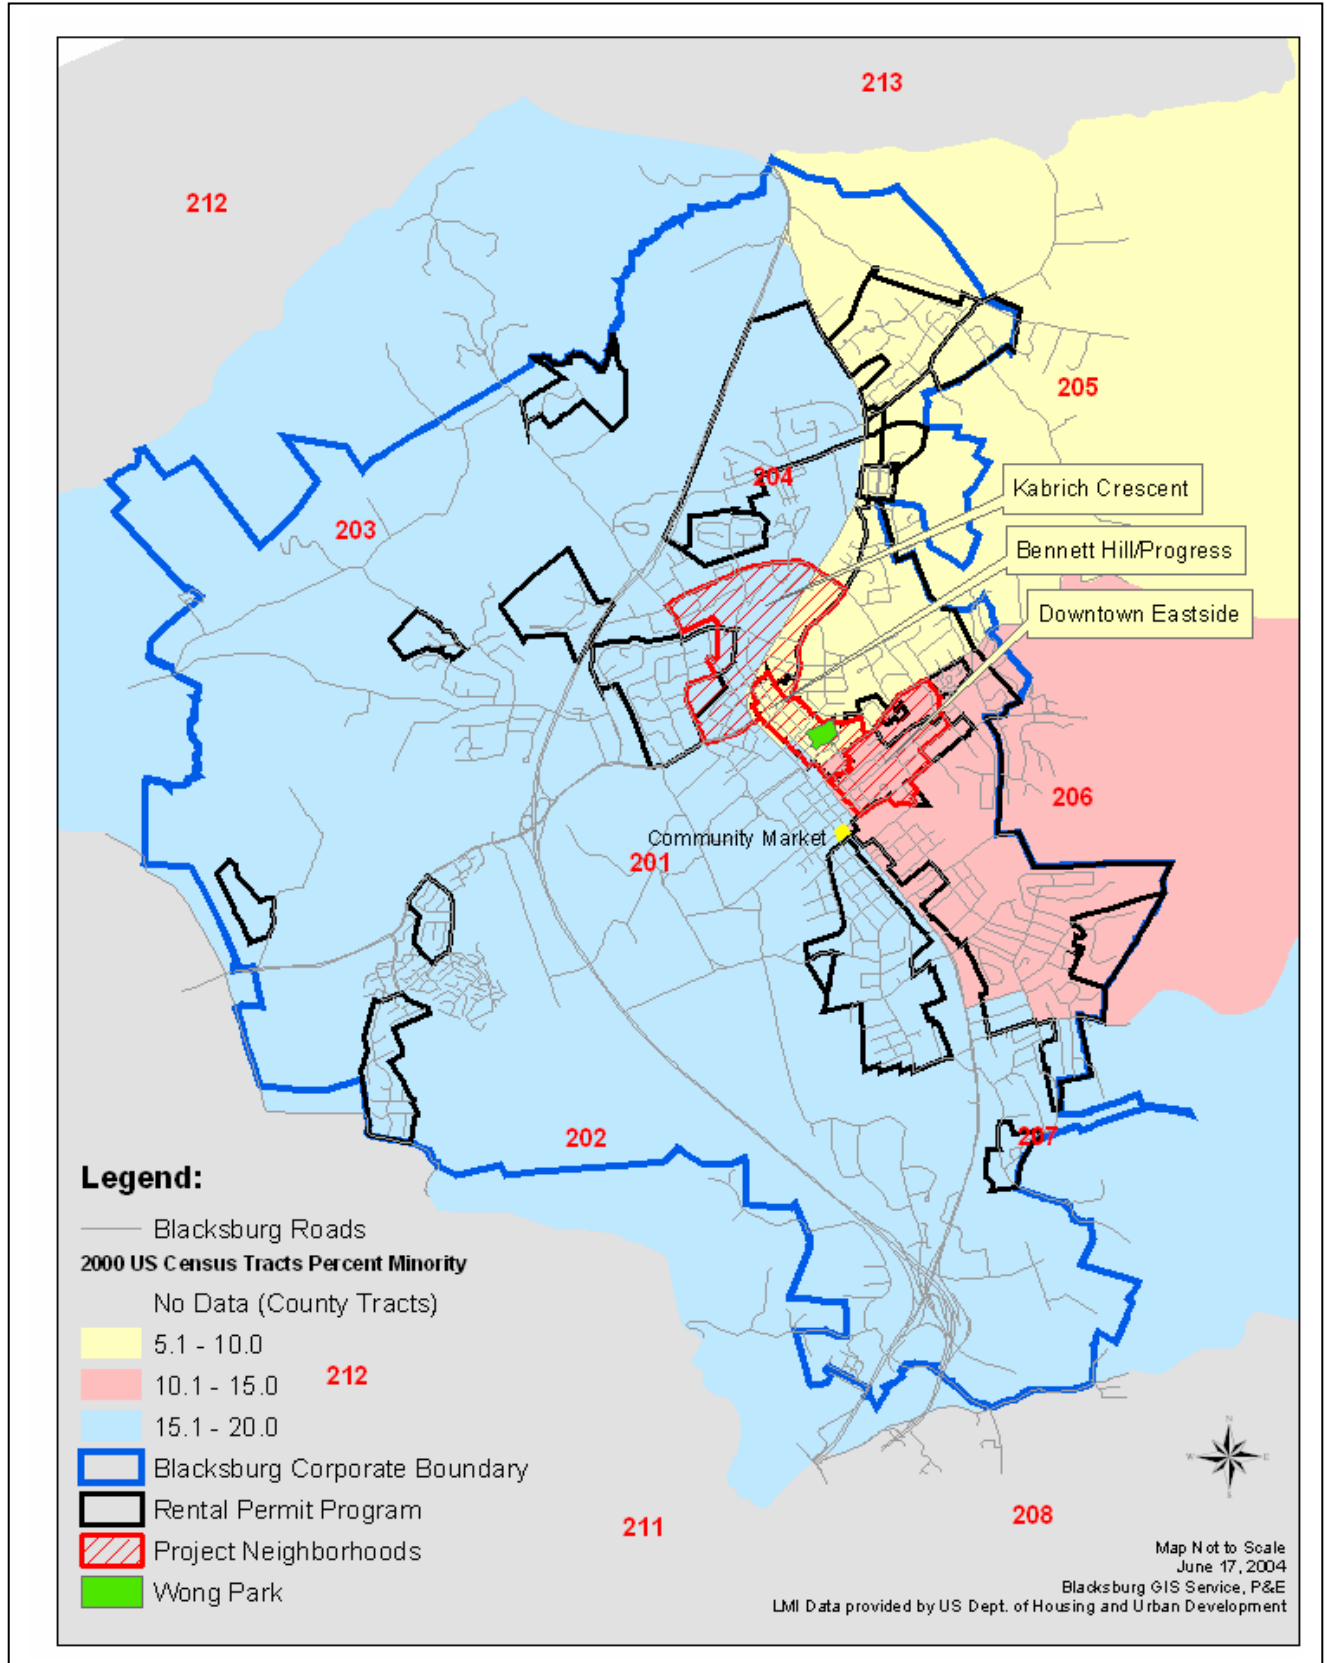 213
212
205
204
Kabrich Crescent
203
Bennett Hill/Progress
Downtown Eastside
206
Community Market
201
202
207
Legend:
Blacksburg Roads
2000 US Census Tracts Percent Minority
No Data (County Tracts)
5.1 - 10.0
10.1 - 15.0
212
15.1 - 20.0
Blacksburg Corporate Boundary
Rental Permit Program
Project Neighborhoods
Wong Park
211
208
N
W
E
S
Map Not to Scale
June 17, 2004
Blacksburg GIS Service, P&E
LMI Data provided by US Dept. of Housing and Urban Development